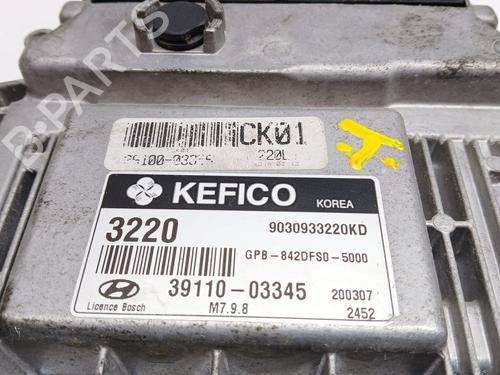 B-PARTS
CK01
220L
KEFICO KOREA
3220 9030933220KD
GPB-842DFS0-5000
39110-03345 200307
Licence Bosch M7.9.8 2452